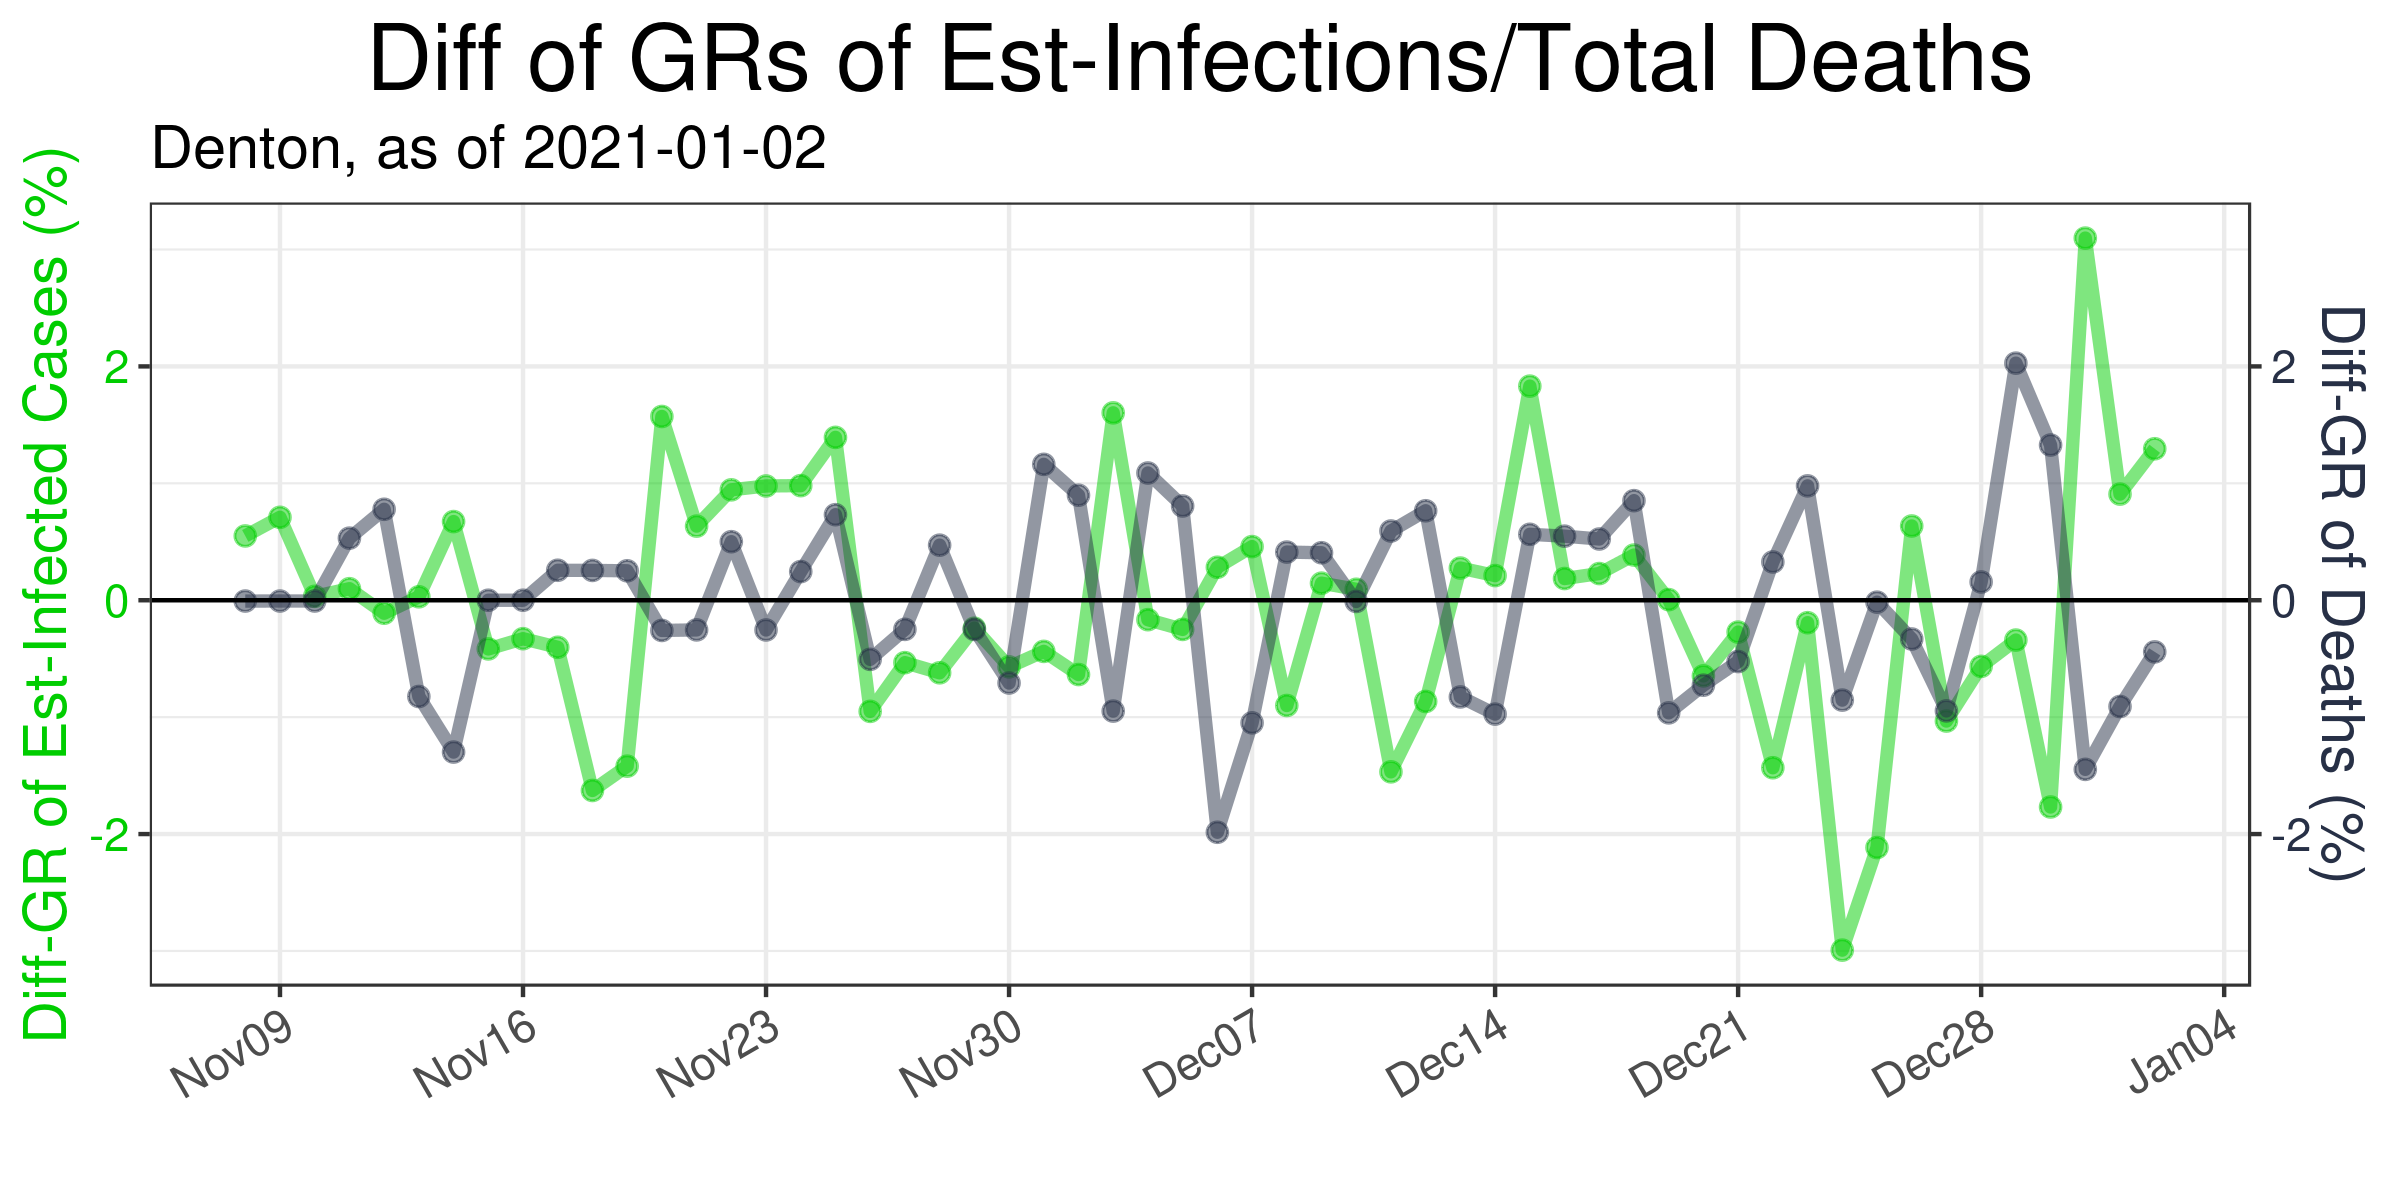 Diff of GRs of Est-Infections/Total Deaths
Denton, as of 2021-01-02
Diff-GR of Est-Infected Cases (%)
2
0
-2
2
0
-2
Diff-GR of Deaths (%)
Nov09
Nov16
Nov23
Nov30
Dec07
Dec14
Dec21
Dec28
Jan04